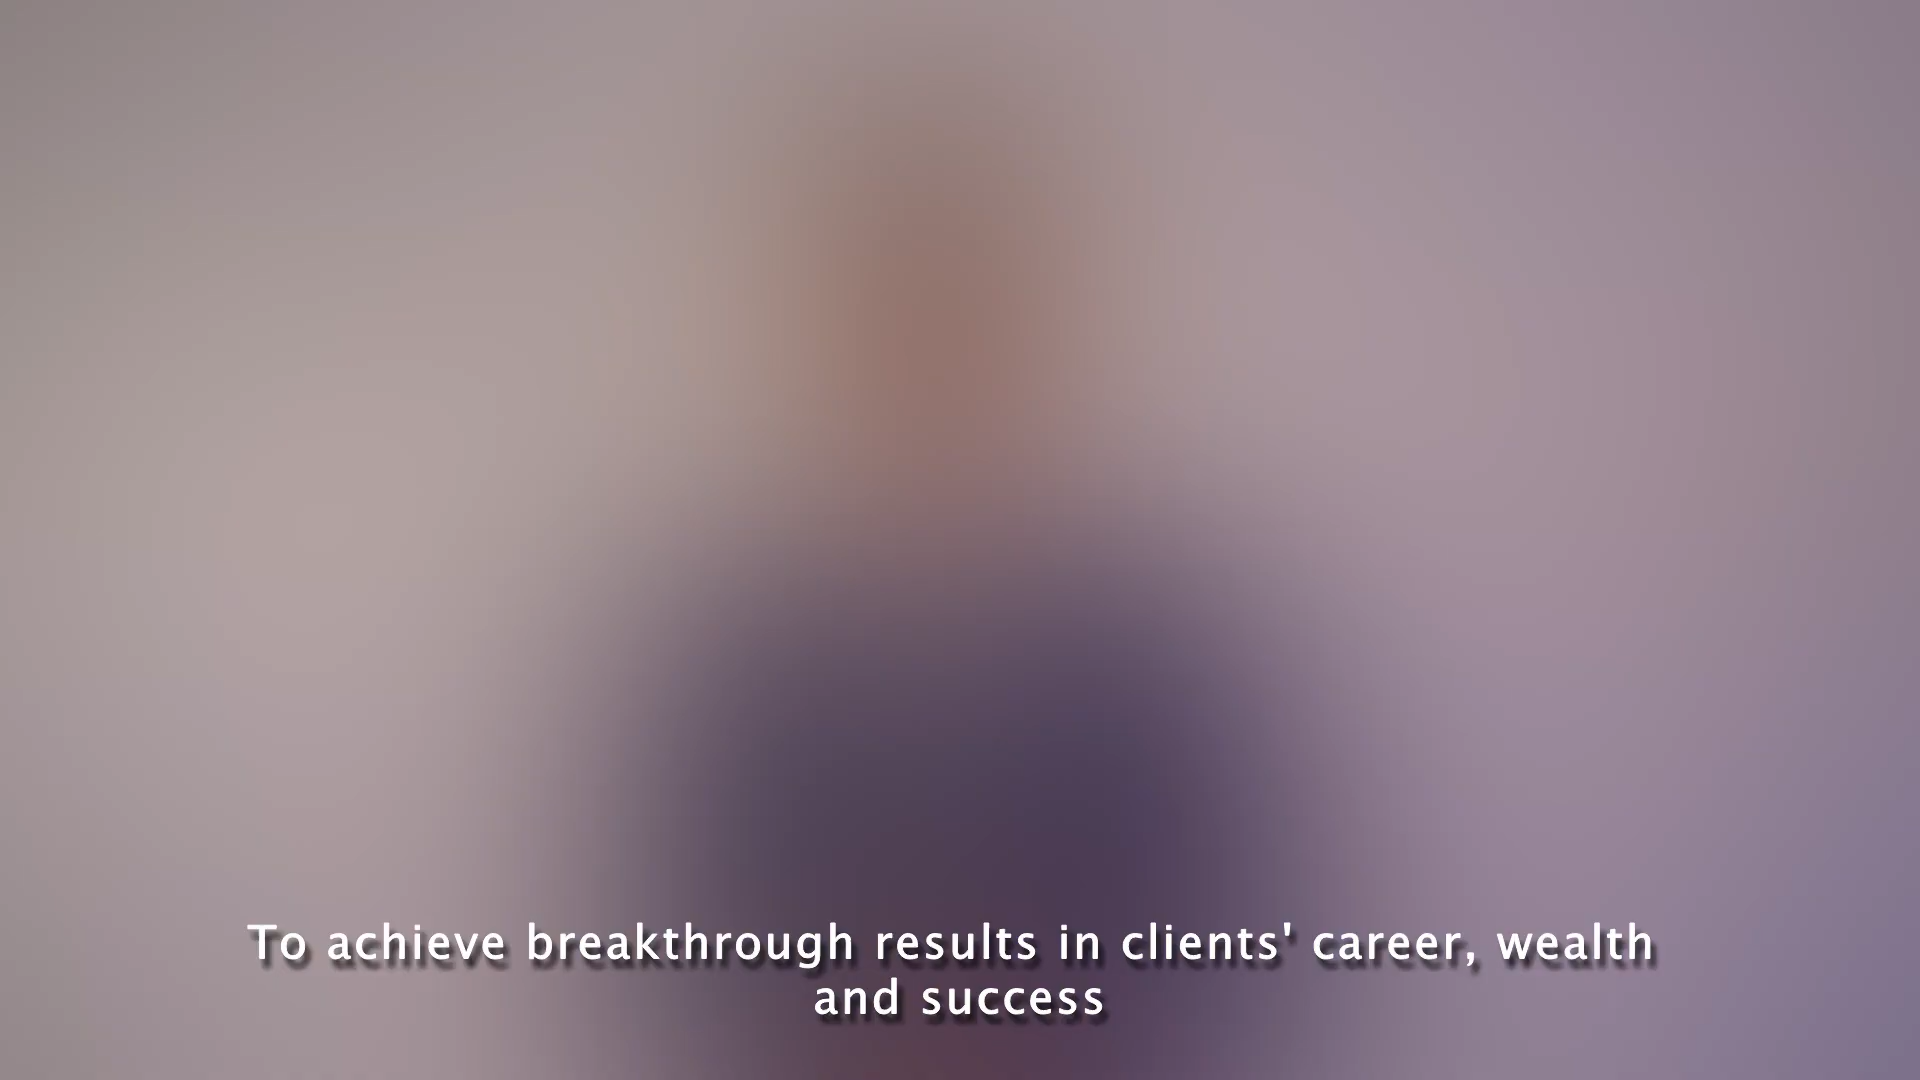 To achieve breakthrough results in clients' career, wealth
and success